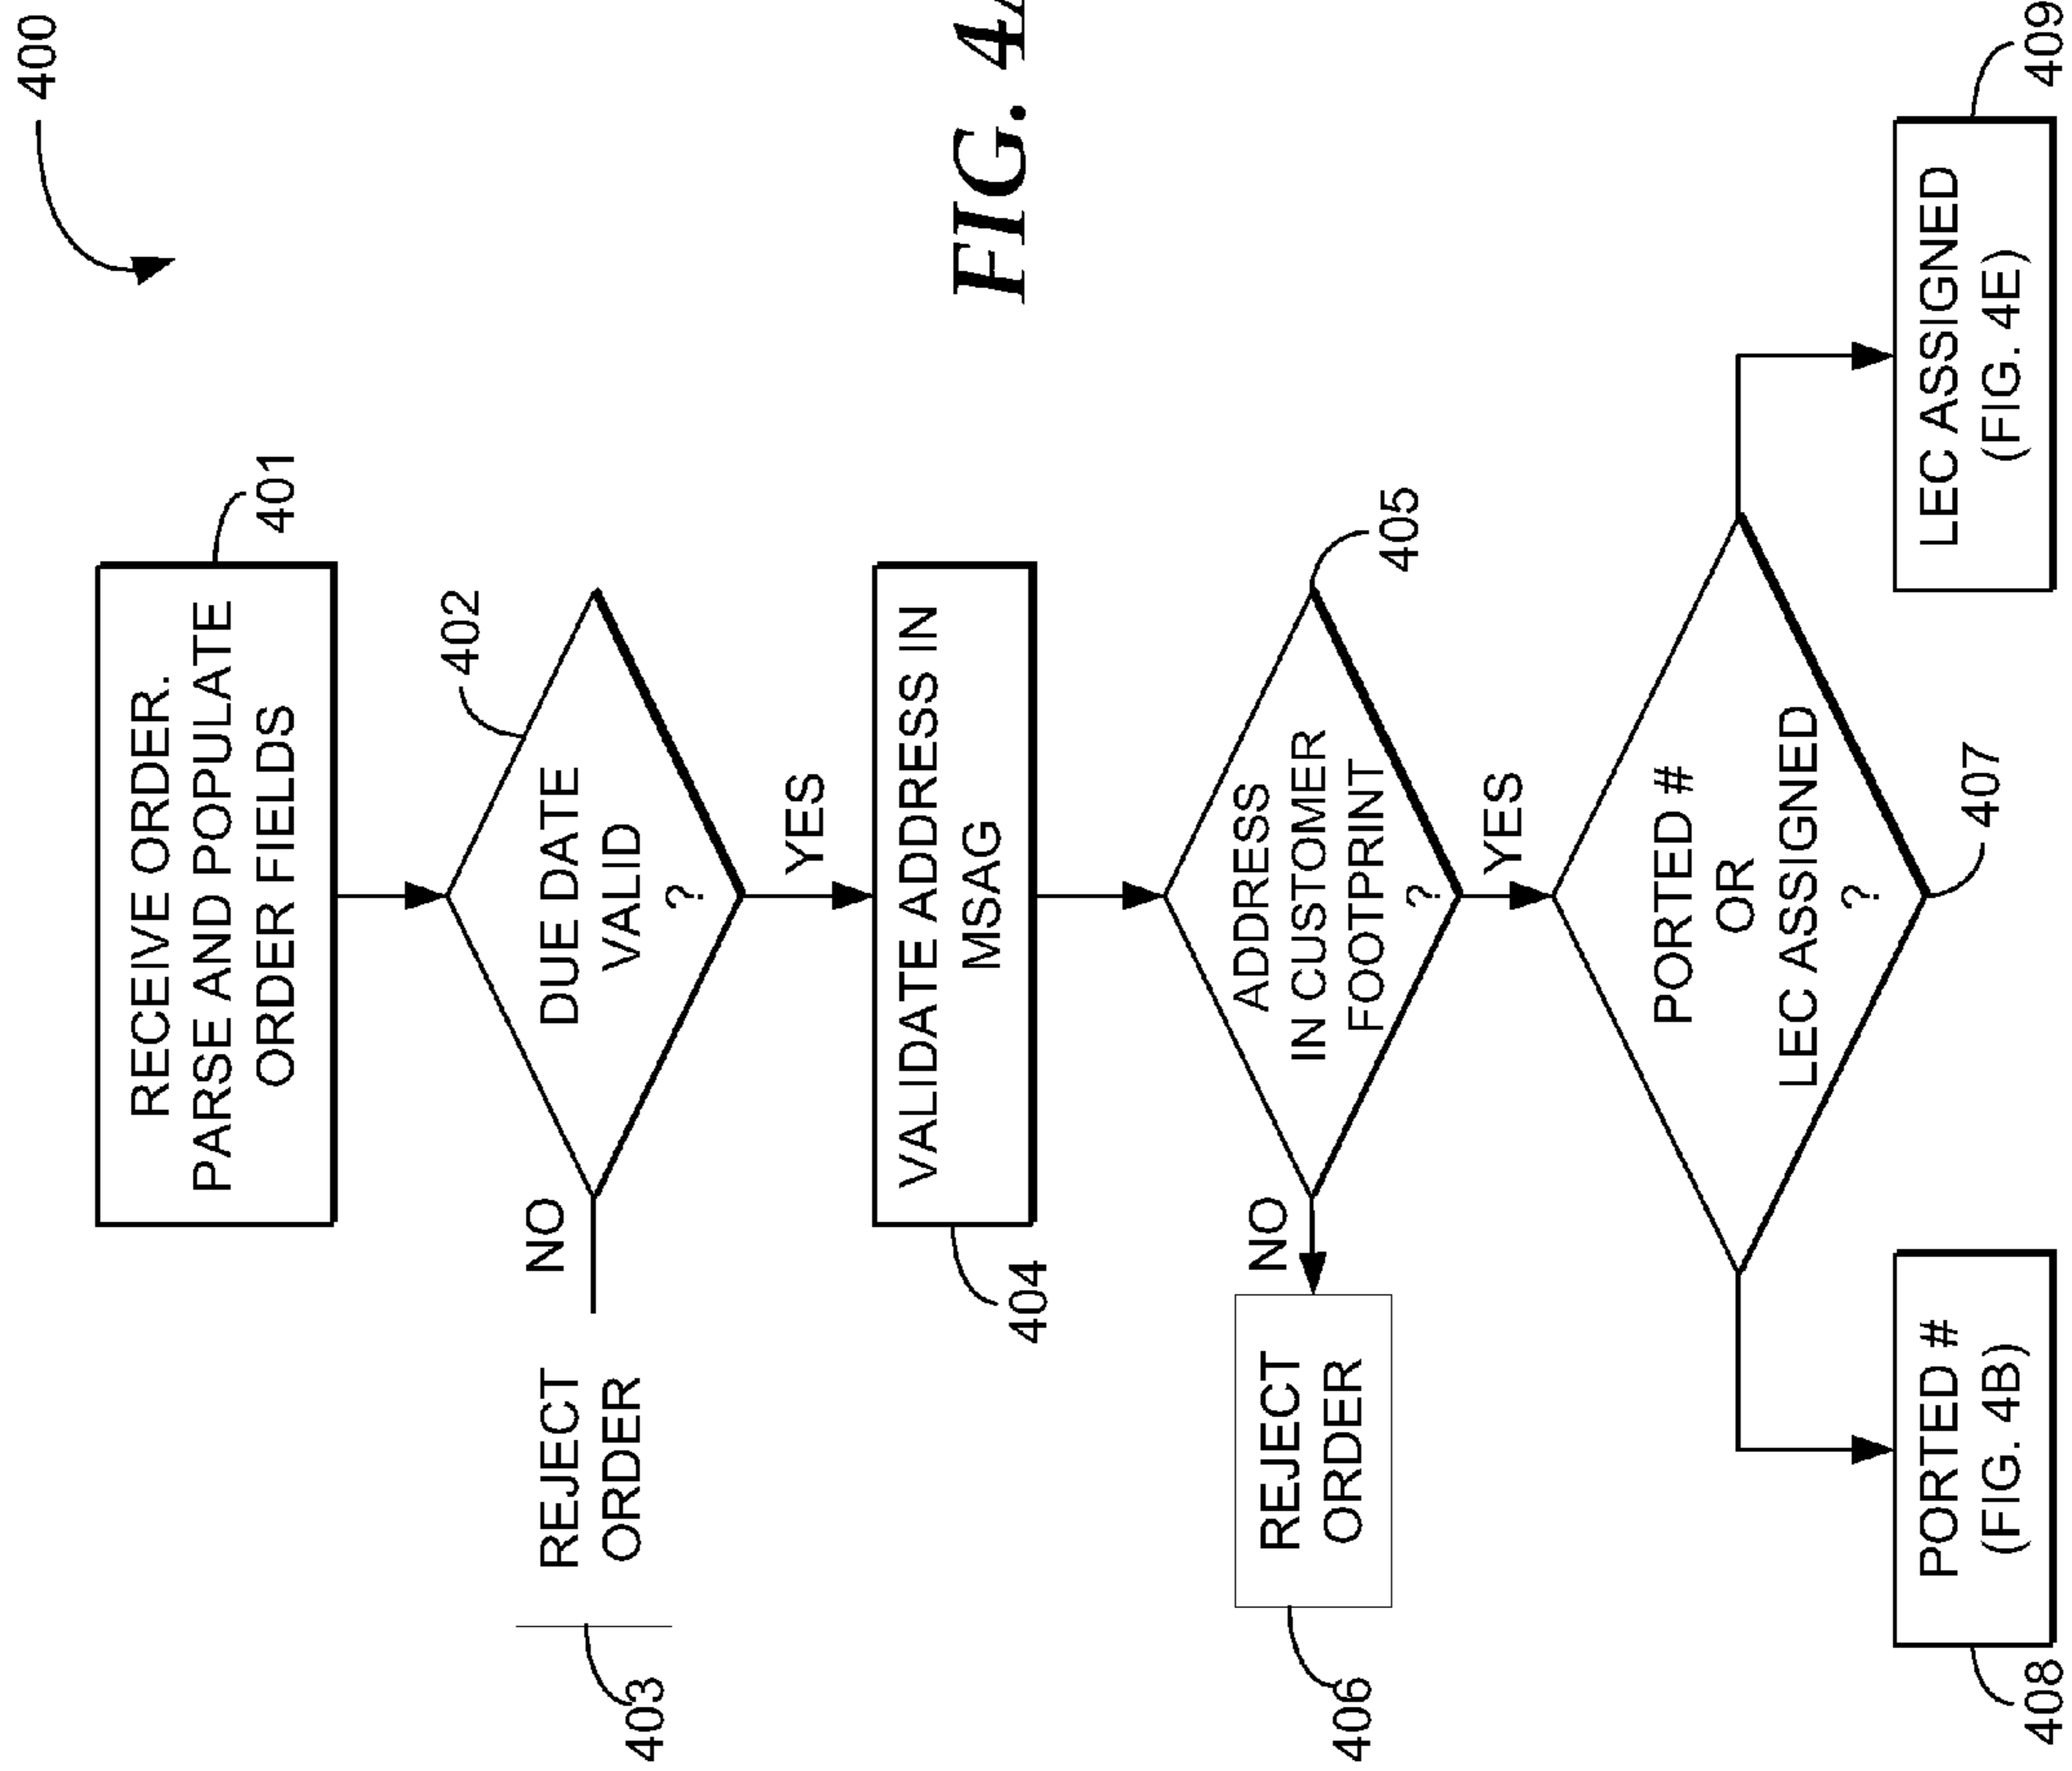 400
RECEIVE ORDER.
PARSE AND POPULATE
ORDER FIELDS
401
402
DUE DATE
VALID
?
NO
REJECT
ORDER
403
YES
VALIDATE ADDRESS IN
MSAG
404
FIG. 4
405
ADDRESS
IN CUSTOMER
FOOTPRINT
?
NO
REJECT
ORDER
406
YES
PORTED #
OR
LEC ASSIGNED
?
407
PORTED #
(FIG. 4B)
408
LEC ASSIGNED
(FIG. 4E)
409